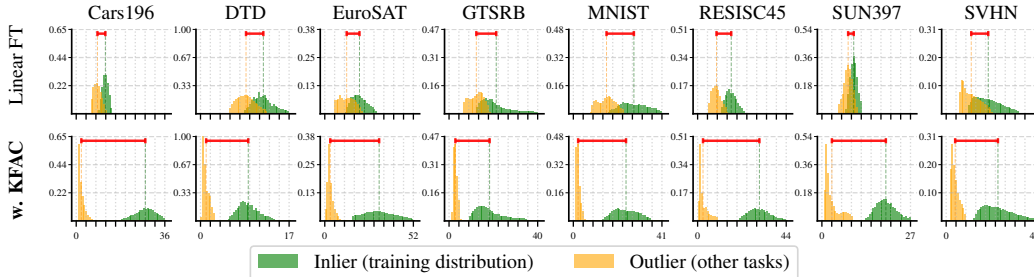 Cars196 DTD EuroSAT GTSRB MNIST RESISC45 SUN397 SVHN
Linear FT
0.65 1.00 0.38 0.47 0.48 0.51 0.54 0.31
0.44 0.67 0.25 0.31 0.32 0.34 0.36 0.20
0.22 0.33 0.13 0.16 0.16 0.17 0.18 0.10
w. KFAC
0.65 1.00 0.38 0.47 0.48 0.51 0.54 0.31
0.44 0.67 0.25 0.31 0.32 0.34 0.36 0.20
0.22 0.33 0.13 0.16 0.16 0.17 0.18 0.10
0 36 0 17 0 52 0 40 0 41 0 44 0 27 0
Inlier (training distribution) Outlier (other tasks)